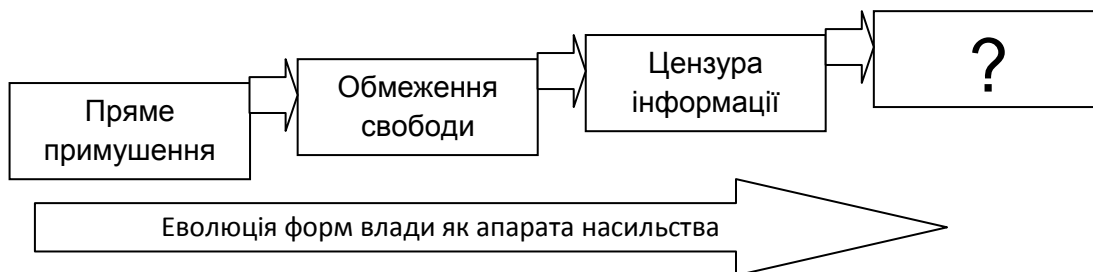 Пряме
примушення
Обмеження
свободи
Цензура
інформації
?
Еволюція форм влади як апарата насильства